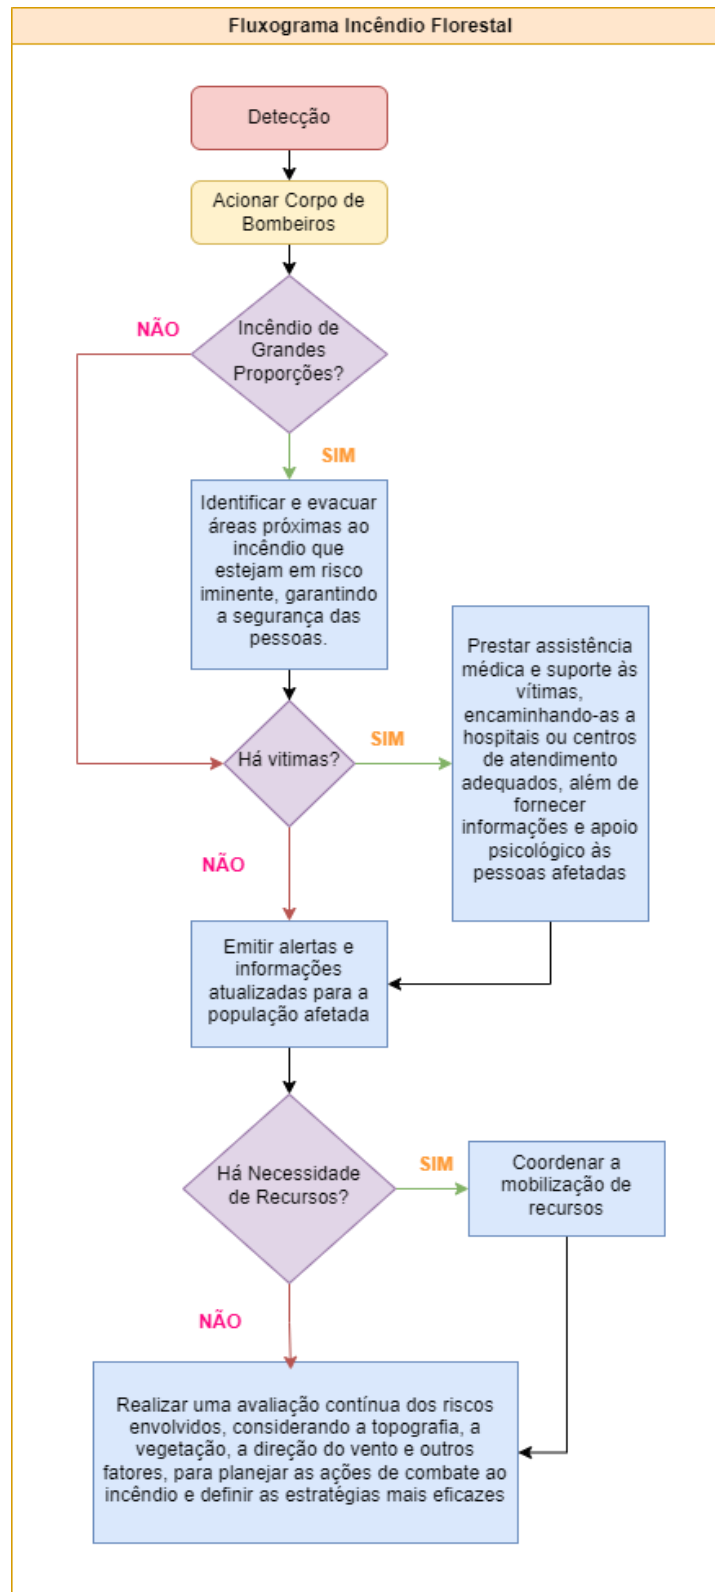 Fluxograma Incêndio Florestal
Detecção
Acionar Corpo de
Bombeiros
NÃO
Incêndio de
Grandes
Proporções?
SIM
Identificar e evacuar
áreas próximas ao
incêndio que
estejam em risco
iminente, garantindo
a segurança das
pessoas.
Há vitimas?
SIM
Prestar assistência
médica e suporte às
vítimas,
encaminhando-as a
hospitais ou centros
de atendimento
adequados, além de
fornecer
informações e apoio
psicológico às
pessoas afetadas
NÃO
Emitir alertas e
informações
atualizadas para a
população afetada
Há Necessidade
de Recursos?
SIM
Coordenar a
mobilização de
recursos
NÃO
Realizar uma avaliação contínua dos riscos
envolvidos, considerando a topografia, a
vegetação, a direção do vento e outros
fatores, para planejar as ações de combate ao
incêndio e definir as estratégias mais eficazes